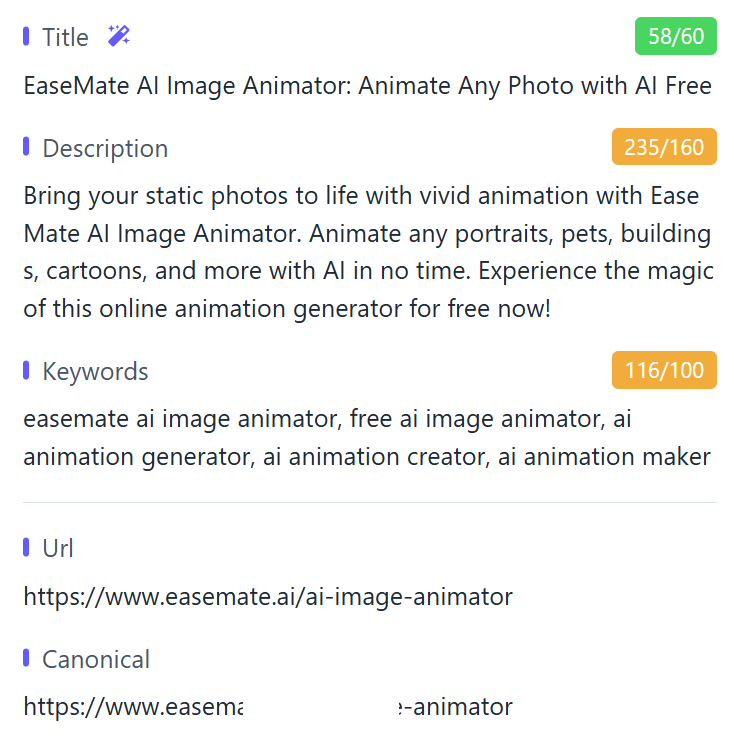 Title
58/60
EaseMate AI Image Animator: Animate Any Photo with AI Free
Description
235/160
Bring your static photos to life with vivid animation with Ease
Mate AI Image Animator. Animate any portraits, pets, building
s, cartoons, and more with AI in no time. Experience the magic
of this online animation generator for free now!
Keywords
116/100
easemate ai image animator, free ai image animator, ai
animation generator, ai animation creator, ai animation maker
Url
https://www.easemate.ai/ai-image-animator
Canonical
https://www.easema -animator